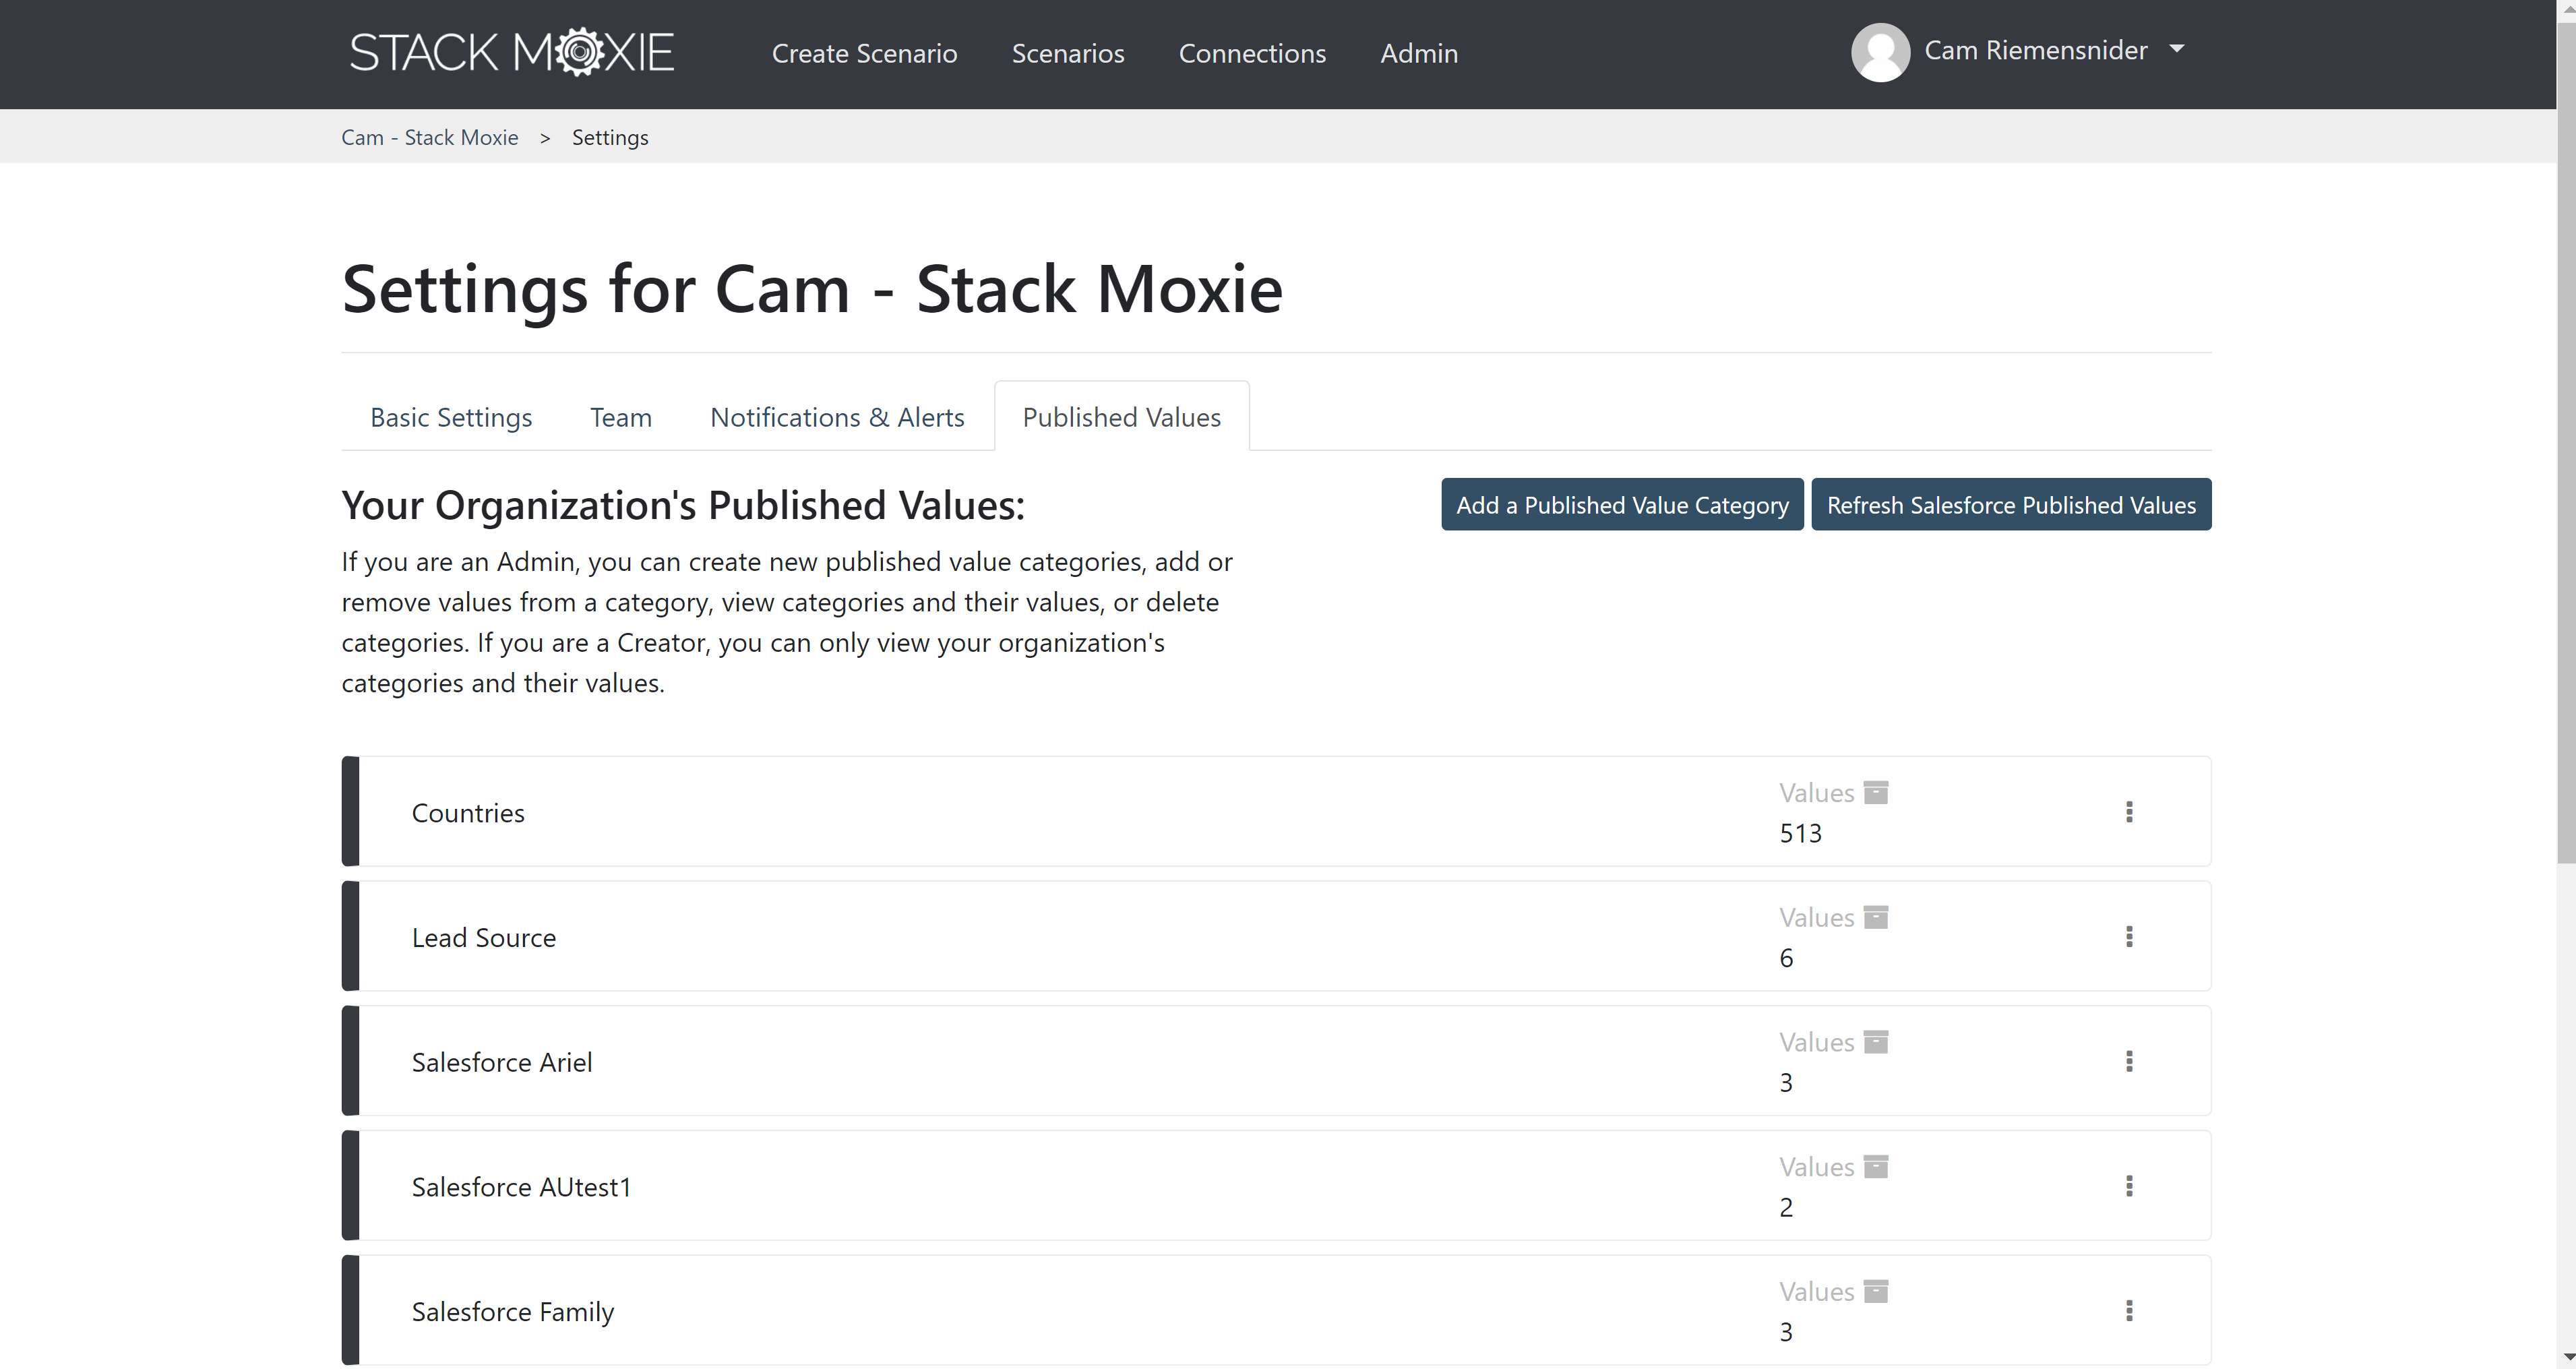 STACK MOXIE
Create Scenario
Scenarios
Connections
Admin
Cam Riemensnider
Cam - Stack Moxie > Settings
Settings for Cam - Stack Moxie
Basic Settings
Team
Notifications & Alerts
Published Values
Your Organization's Published Values:
Add a Published Value Category
Refresh Salesforce Published Values
If you are an Admin, you can create new published value categories, add or
remove values from a category, view categories and their values, or delete
categories. If you are a Creator, you can only view your organization's
categories and their values.
Countries
Values
513
Lead Source
Values
6
Salesforce Ariel
Values
3
Salesforce AUtest1
Values
2
Salesforce Family
Values
3